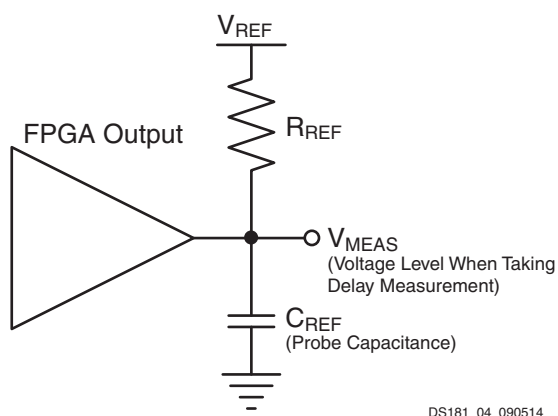 VREF
RREF
FPGA Output
VMEAS
(Voltage Level When Taking
Delay Measurement)
CREF
(Probe Capacitance)
DS181_04_090514